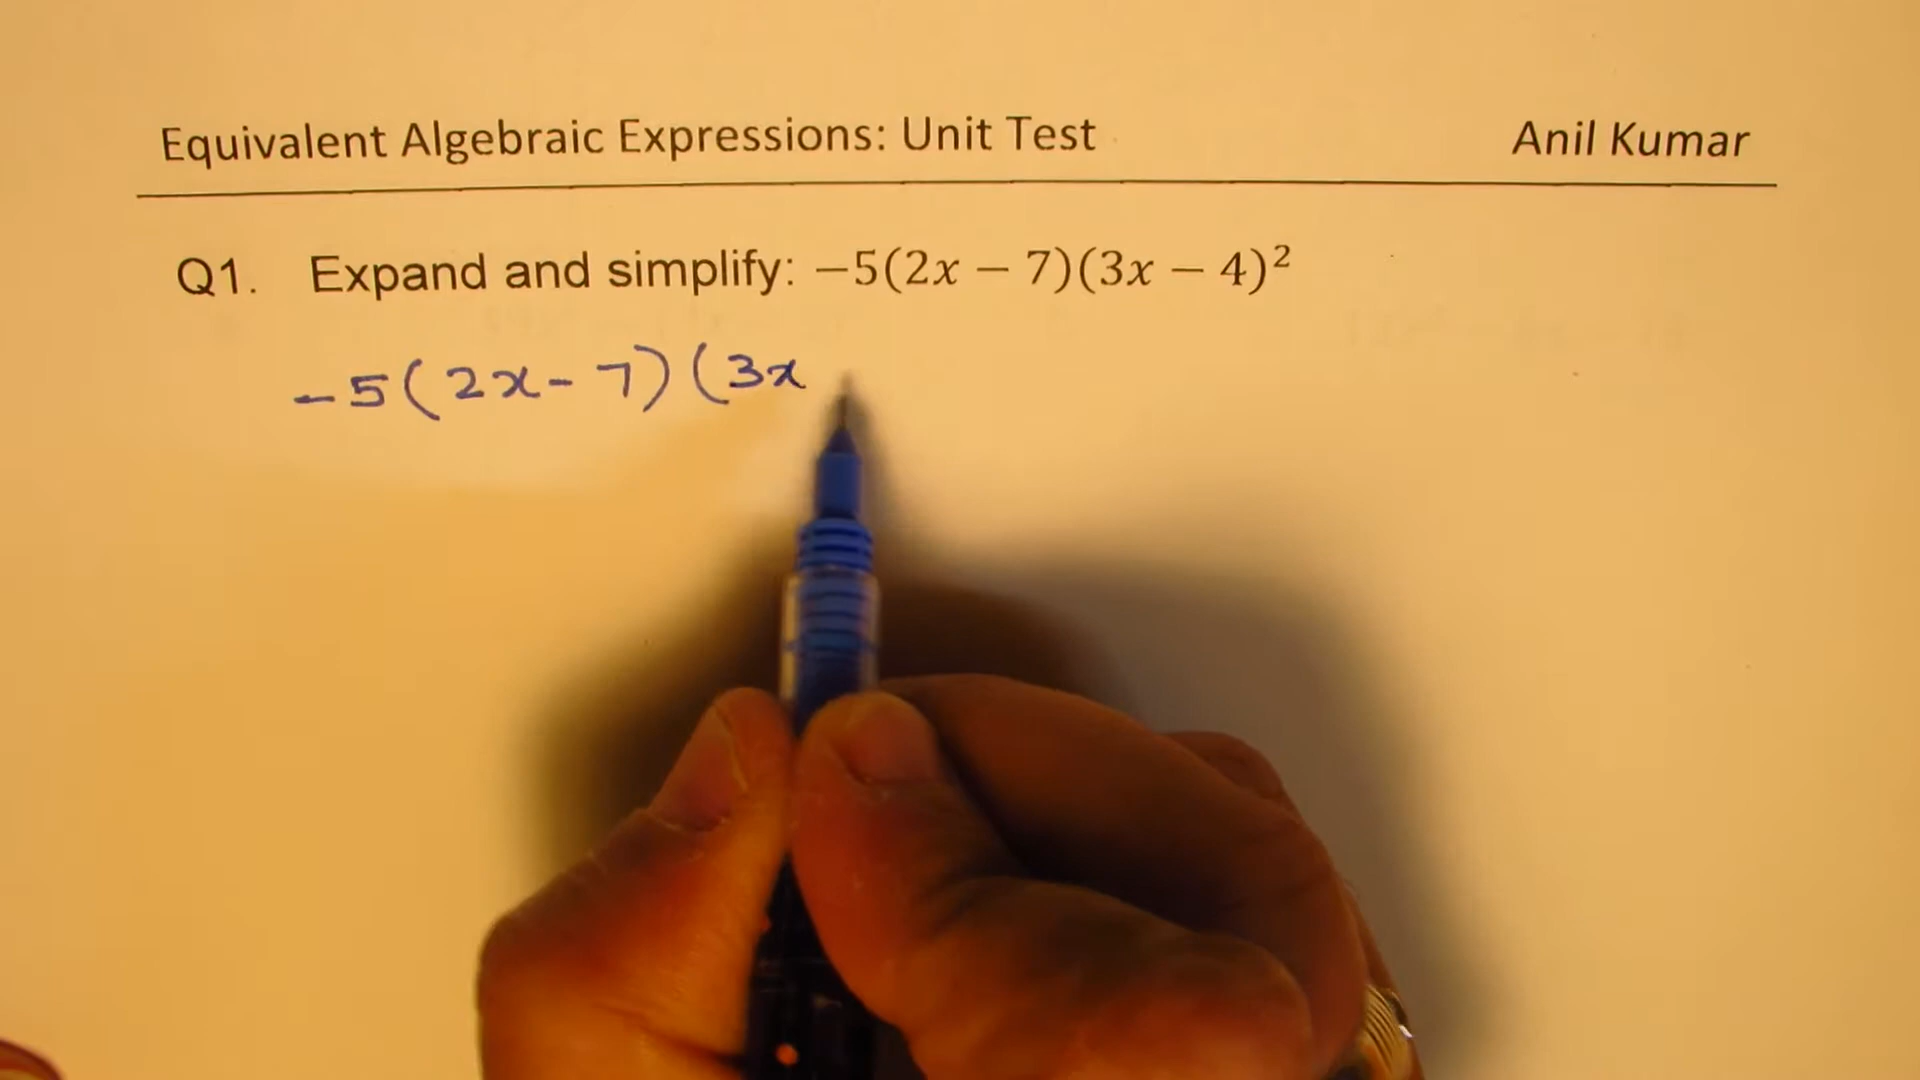 Equivalent Algebraic Expressions: Unit Test Anil Kumar
Q1. Expand and simplify: −5(2x − 7)(3x − 4)²
-5(2x-7)(3x